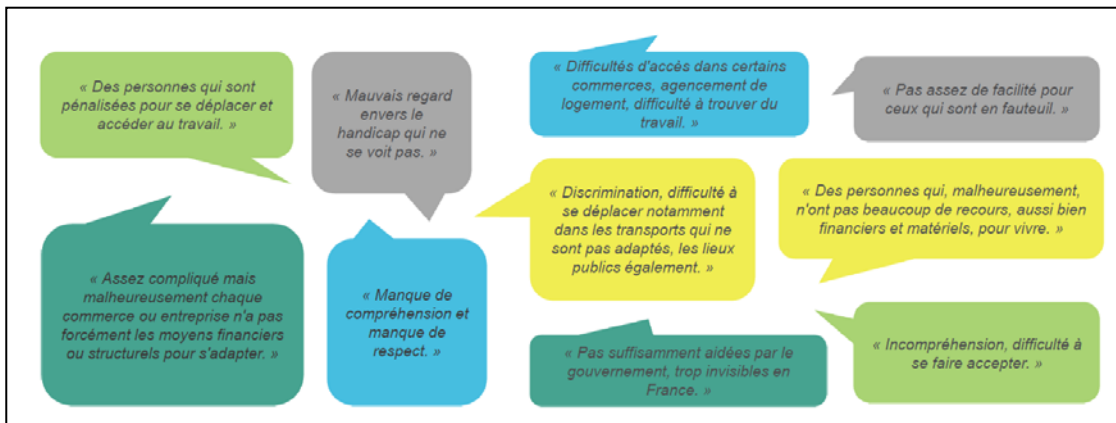 « Des personnes qui sont
pénalisées pour se déplacer et
accéder au travail. »
« Mauvais regard
envers le
handicap qui ne
se voit pas. »
« Difficultés d'accès dans certains
commerces, agencement de
logement, difficulté à trouver du
travail. »
« Pas assez de facilité pour
ceux qui sont en fauteuil. »
« Assez compliqué mais
malheureusement chaque
commerce ou entreprise n'a pas
forcément les moyens financiers
ou structurels pour s'adapter. »
« Manque de
compréhension et
manque de
respect. »
« Discrimination, difficulté à
se déplacer notamment
dans les transports qui ne
sont pas adaptés, les lieux
publics également. »
« Des personnes qui, malheureusement,
n'ont pas beaucoup de recours, aussi bien
financiers et matériels, pour vivre. »
« Pas suffisamment aidées par le
gouvernement, trop invisibles en
France. »
« Incompréhension, difficulté à
se faire accepter. »